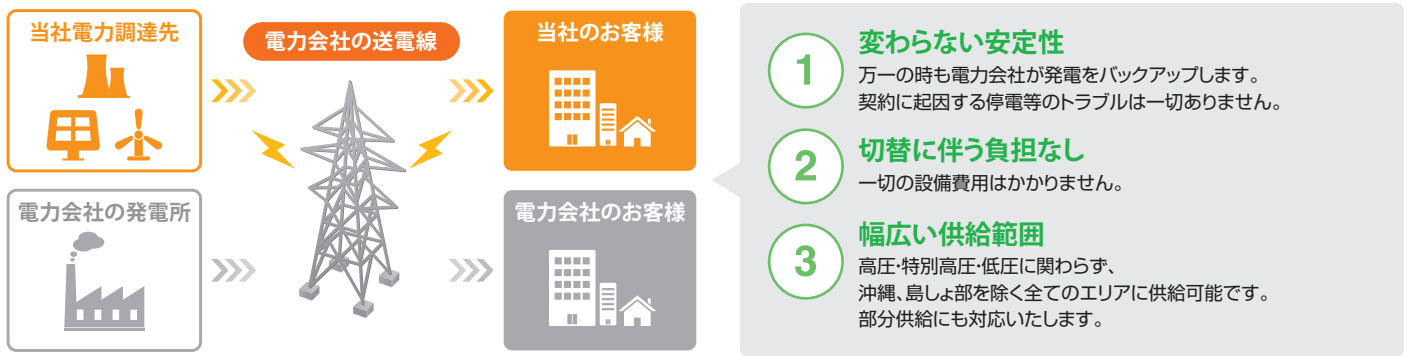 当社電力調達先
電力会社の送電線
当社のお客様
電力会社の発電所
電力会社のお客様
1
変わらない安定性
万一の時も電力会社が発電をバックアップします。
契約に起因する停電等のトラブルは一切ありません。
2
切替に伴う負担なし
一切の設備費用はかかりません。
3
幅広い供給範囲
高圧・特別高圧・低圧に関わらず、
沖縄、島しょ部を除く全てのエリアに供給可能です。
部分供給にも対応いたします。